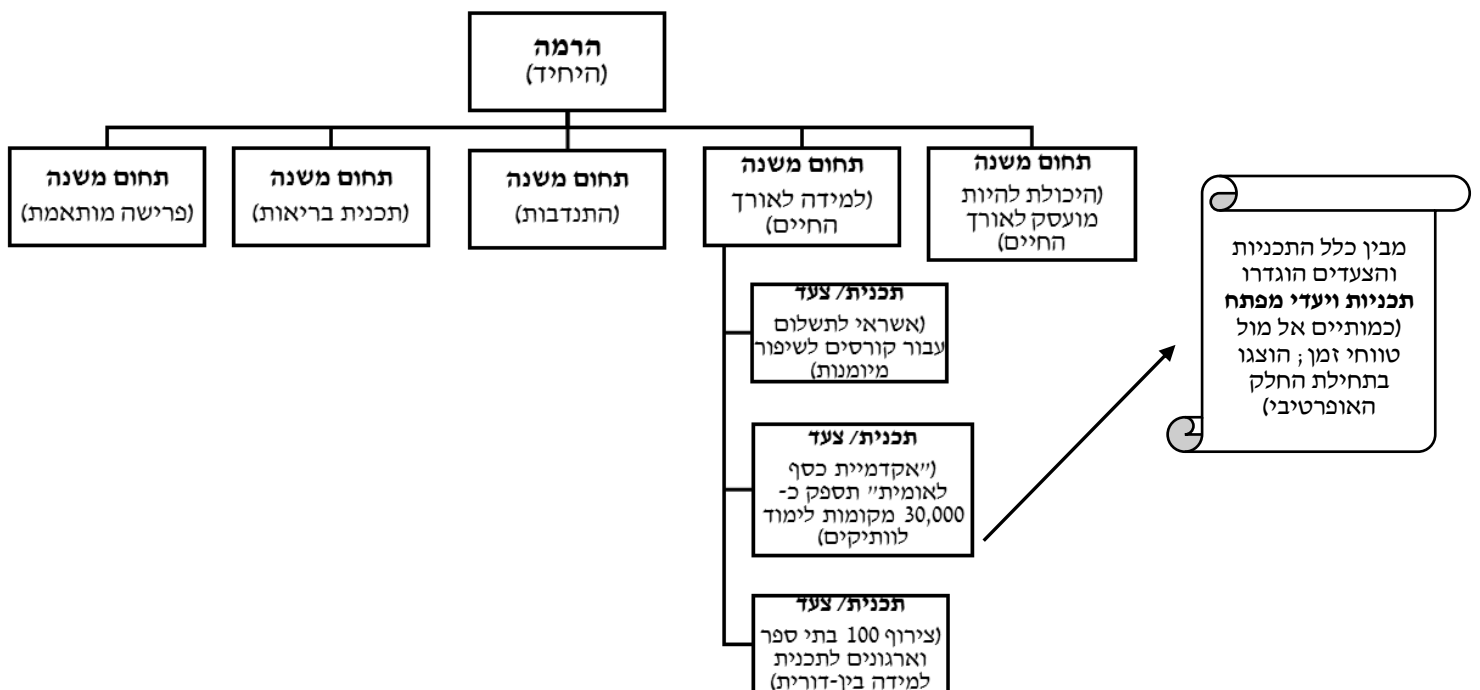 הרמה
(היחיד)
תחום משנה
(היכולת להיות
מועסק לאורך
החיים)
תחום משנה
(למידה לאורך
החיים)
תחום משנה
(התנדבות)
תחום משנה
(תכנית בריאות)
תחום משנה
(פרישה מותאמת)
תכנית/ צעד
(אשראי לתשלום
עבור קורסים לשיפור
מיומנות)
תכנית/ צעד
("אקדמיית כסף
לאומית" תספק כ-
30,000 מקומות לימוד
לוותיקים)
תכנית/ צעד
(צירוף 100 בתי ספר
וארגונים לתכנית
למידה בין-דורית)
מבין כלל התכניות
והצעדים הוגדרו
תכניות ויעדי מפתח
(כמותיים אל מול
טווחי זמן; הוצגו
בתחילת החלק
האופרטיבי)